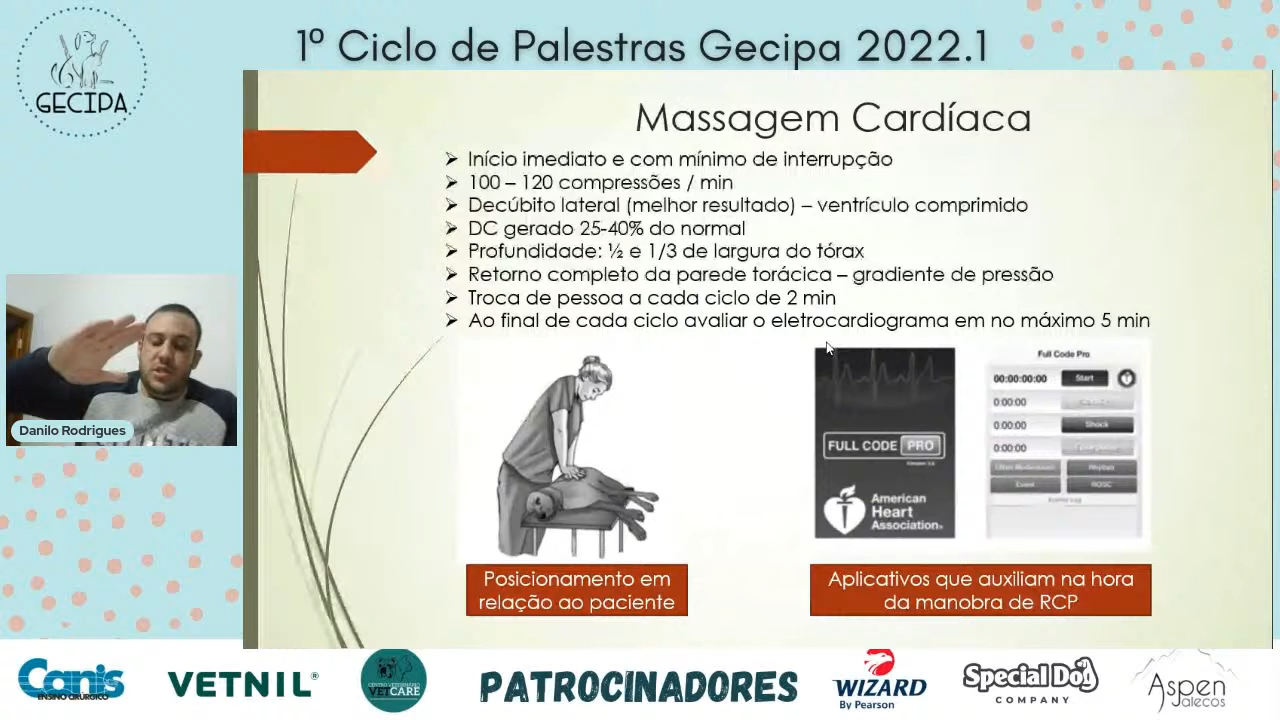 1º Ciclo de Palestras Gecipa 2022.1
GECIPA
Massagem Cardíaca
Início imediato e com mínimo de interrupção
100 – 120 compressões / min
Decúbito lateral (melhor resultado) – ventrículo comprimido
DC gerado 25-40% do normal
Profundidade: ½ e 1/3 de largura do tórax
Retorno completo da parede torácica – gradiente de pressão
Troca de pessoa a cada ciclo de 2 min
Ao final de cada ciclo avaliar o eletrocardiograma em no máximo 5 min
Danilo Rodrigues
FULL CODE PRO
American
Heart
Association®
Full Code Pro
00:00:00:00 Start
0:00:00
0:00:00 Shock
0:00:00
Rhythm
Event ROSC
Posicionamento em
relação ao paciente
Aplicativos que auxiliam na hora
da manobra de RCP
Canis
ENSINO CIRÚRGICO
VETNIL®
CENTRO VETERINÁRIO
VETCARE
PATROCINADORES
WIZARD
By Pearson
Special Dog
COMPANY
Aspen
Jalecos